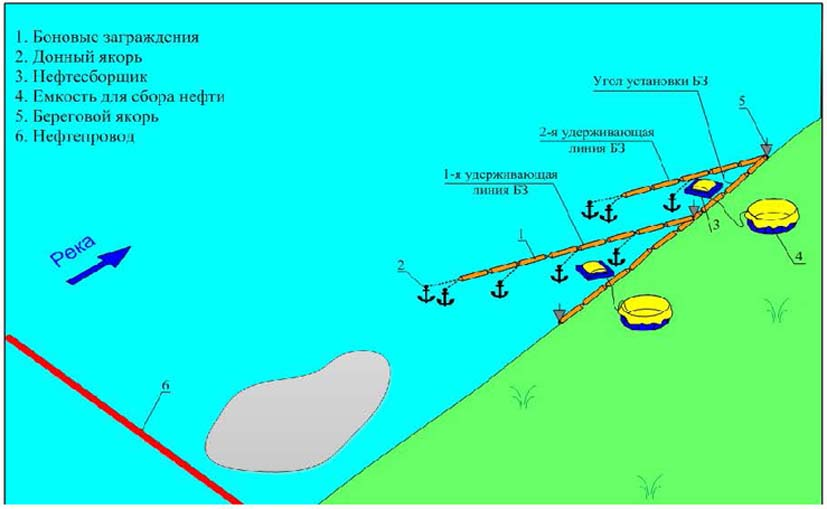 1. Боновые заграждения
2. Донный якорь
3. Нефтесборщик
4. Емкость для сбора нефти
5. Береговой якорь
6. Нефтепровод
Угол установки БЗ
5
2-я удерживающая
линия БЗ
1-я удерживающая
линия БЗ
1
3
4
2
Река
6